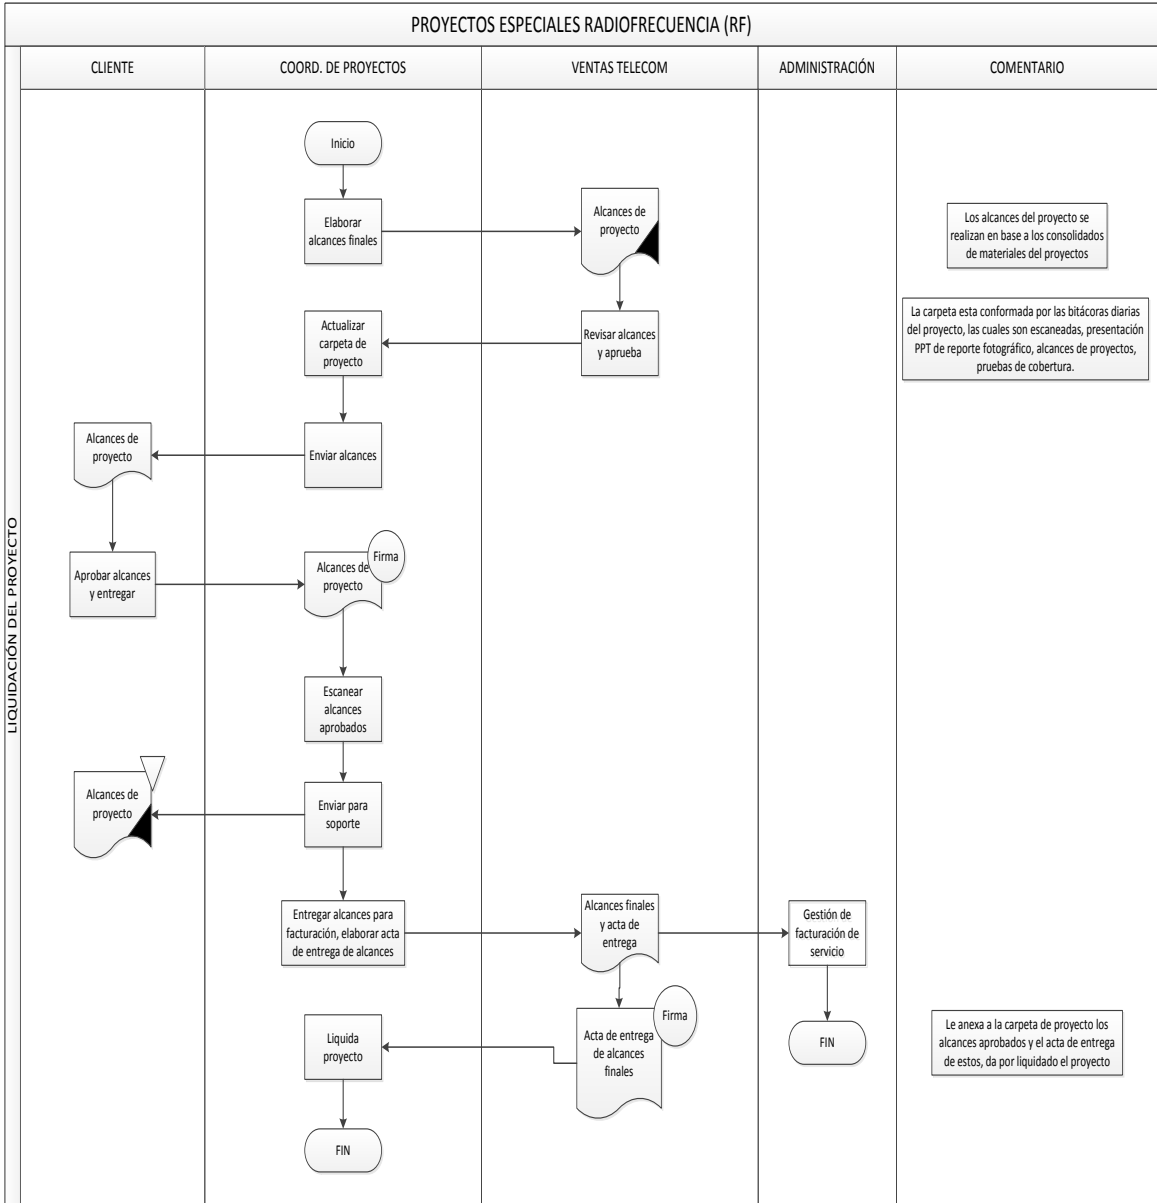 PROYECTOS ESPECIALES RADIOFRECUENCIA (RF)
CLIENTE
COORD. DE PROYECTOS
VENTAS TELECOM
ADMINISTRACIÓN
COMENTARIO
LIQUIDACIÓN DEL PROYECTO
Inicio
Elaborar
alcances finales
Alcances de
proyecto
Los alcances del proyecto se
realizan en base a los consolidados
de materiales del proyectos
Actualizar
carpeta de
proyecto
Revisar alcances
y aprueba
La carpeta esta conformada por las bitácoras diarias
del proyecto, las cuales son escaneadas, presentación
PPT de reporte fotográfico, alcances de proyectos,
pruebas de cobertura.
Alcances de
proyecto
Enviar alcances
Aprobar alcances
y entregar
Alcances de
proyecto
Firma
Escanear
alcances
aprobados
Alcances de
proyecto
Enviar para
soporte
Entregar alcances para
facturación, elaborar acta
de entrega de alcances
Alcances finales
y acta de
entrega
Gestión de
facturación de
servicio
Liquida
proyecto
Acta de entrega
de alcances
finales
Firma
FIN
Le anexa a la carpeta de proyecto los
alcances aprobados y el acta de entrega
de estos, da por liquidado el proyecto
FIN